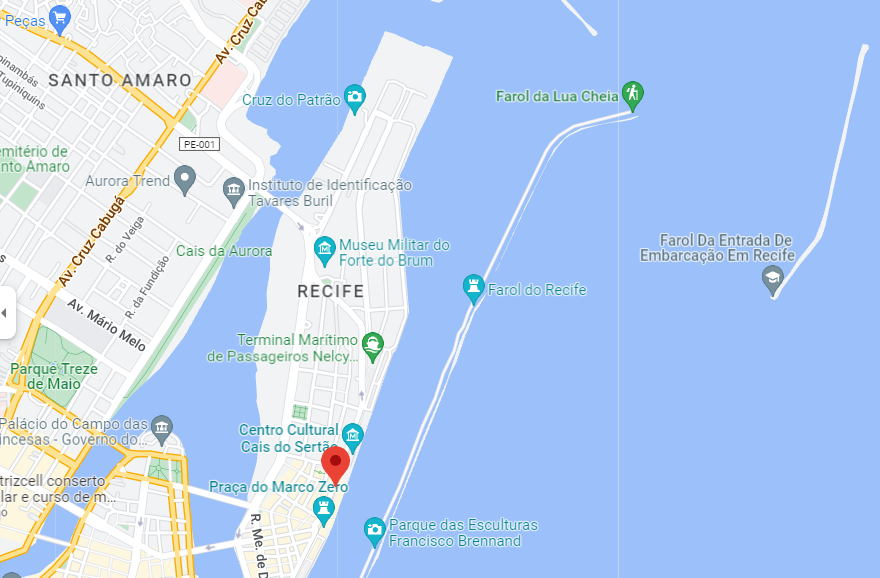 Peças
Av. Cruz Cabugá
SANTO AMARO
Tupiniquins
Cruz do Patrão
Farol da Lua Cheia
PE-001
emitério de
nto Amaro
Aurora Trend
Instituto de Identificação
Tavares Buril
Av. Cruz Cabugá
R. do Veiga
Cais da Aurora
Museu Militar do
Forte do Brum
Farol Da Entrada De
Embarcação Em Recife
R. da Fundição
RECIFE
Farol do Recife
Av. Mário Melo
Terminal Marítimo
de Passageiros Nelcy...
Parque Treze
de Maio
Palácio do Campo das
incesas - Governo do...
Centro Cultural
Cais do Sertão
trizcell conserto
lar e curso de m...
Praça do Marco Zero
R. Me. de D
Parque das Esculturas
Francisco Brennand